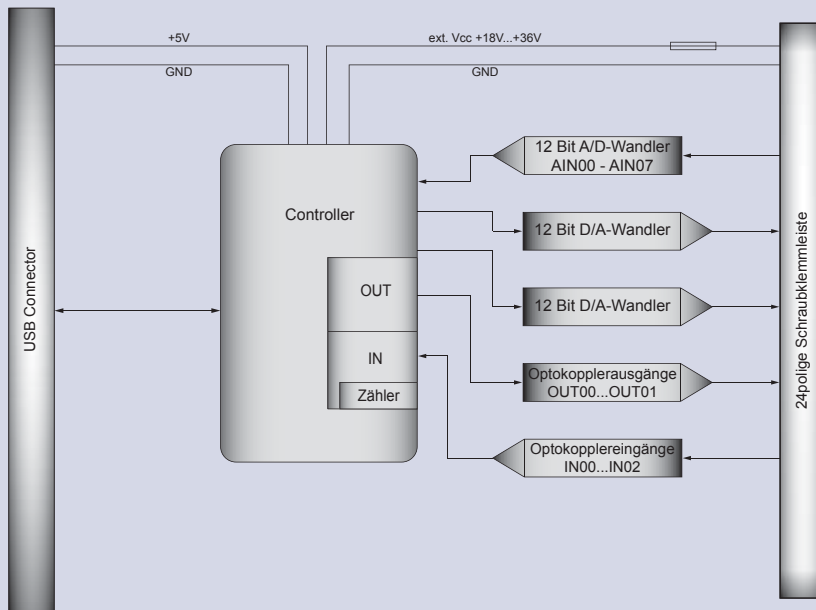 +5V
ext. Vcc +18V...+36V
GND
GND
12 Bit A/D-Wandler
AIN00 - AIN07
Controller
12 Bit D/A-Wandler
OUT
12 Bit D/A-Wandler
IN
Zähler
Optokopplerausgänge
OUT00...OUT01
Optokopplereingänge
IN00...IN02
USB Connector
24polige Schraubklemmleiste